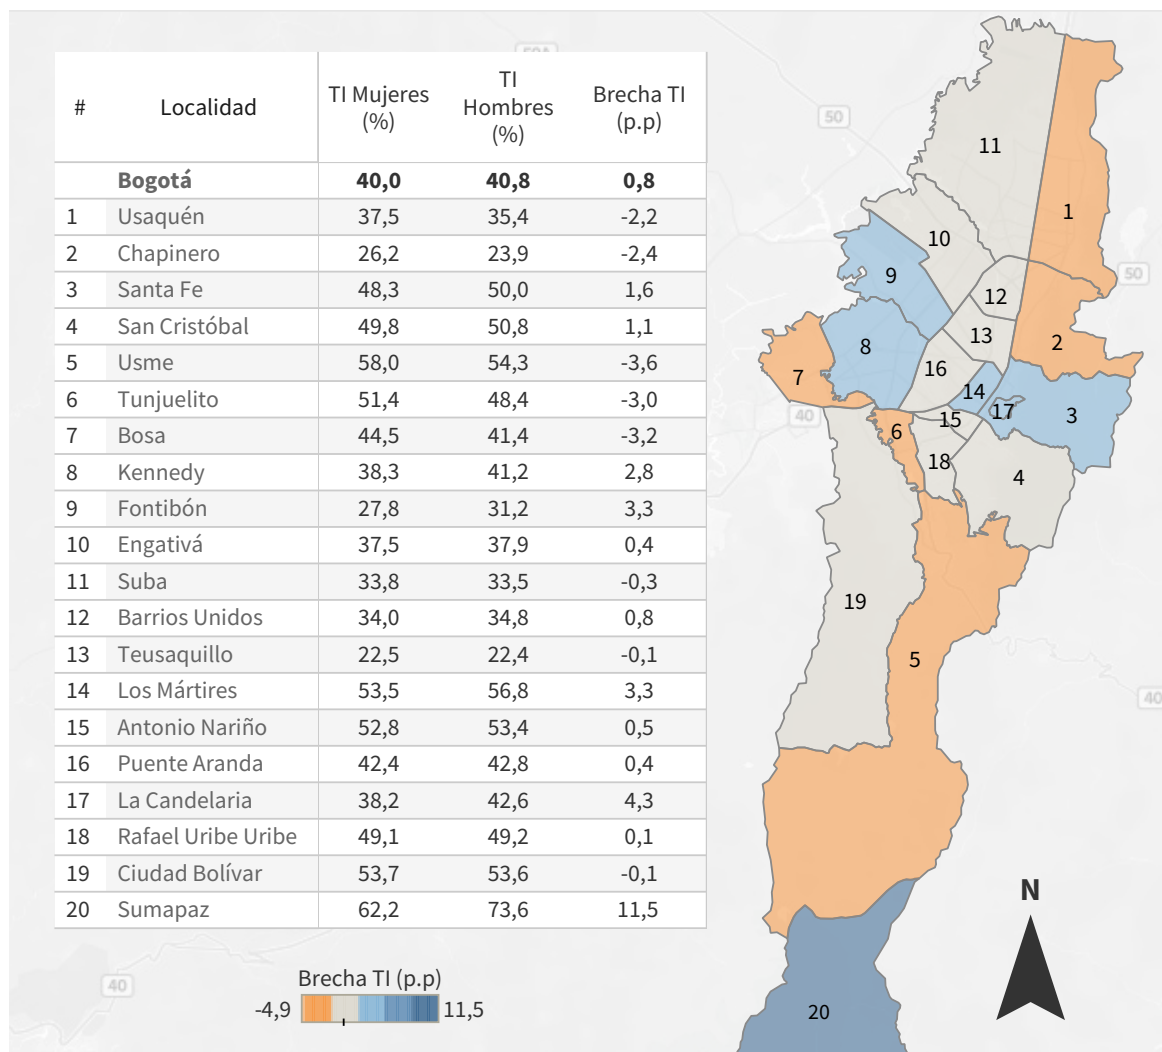 # Localidad TI Mujeres (%) TI Hombres (%) Brecha TI (p.p)
Bogotá 40,0 40,8 0,8
1 Usaquén 37,5 35,4 -2,2
2 Chapinero 26,2 23,9 -2,4
3 Santa Fe 48,3 50,0 1,6
4 San Cristóbal 49,8 50,8 1,1
5 Usme 58,0 54,3 -3,6
6 Tunjuelito 51,4 48,4 -3,0
7 Bosa 44,5 41,4 -3,2
8 Kennedy 38,3 41,2 2,8
9 Fontibón 27,8 31,2 3,3
10 Engativá 37,5 37,9 0,4
11 Suba 33,8 33,5 -0,3
12 Barrios Unidos 34,0 34,8 0,8
13 Teusaquillo 22,5 22,4 -0,1
14 Los Mártires 53,5 56,8 3,3
15 Antonio Nariño 52,8 53,4 0,5
16 Puente Aranda 42,4 42,8 0,4
17 La Candelaria 38,2 42,6 4,3
18 Rafael Uribe Uribe 49,1 49,2 0,1
19 Ciudad Bolívar 53,7 53,6 -0,1
20 Sumapaz 62,2 73,6 11,5
Brecha TI (p.p)
-4,9 11,5
50
11
1
10
50
9
12
13
2
8
16
7
14
40
17
3
15
6
18
4
19
5
40
N
40
20